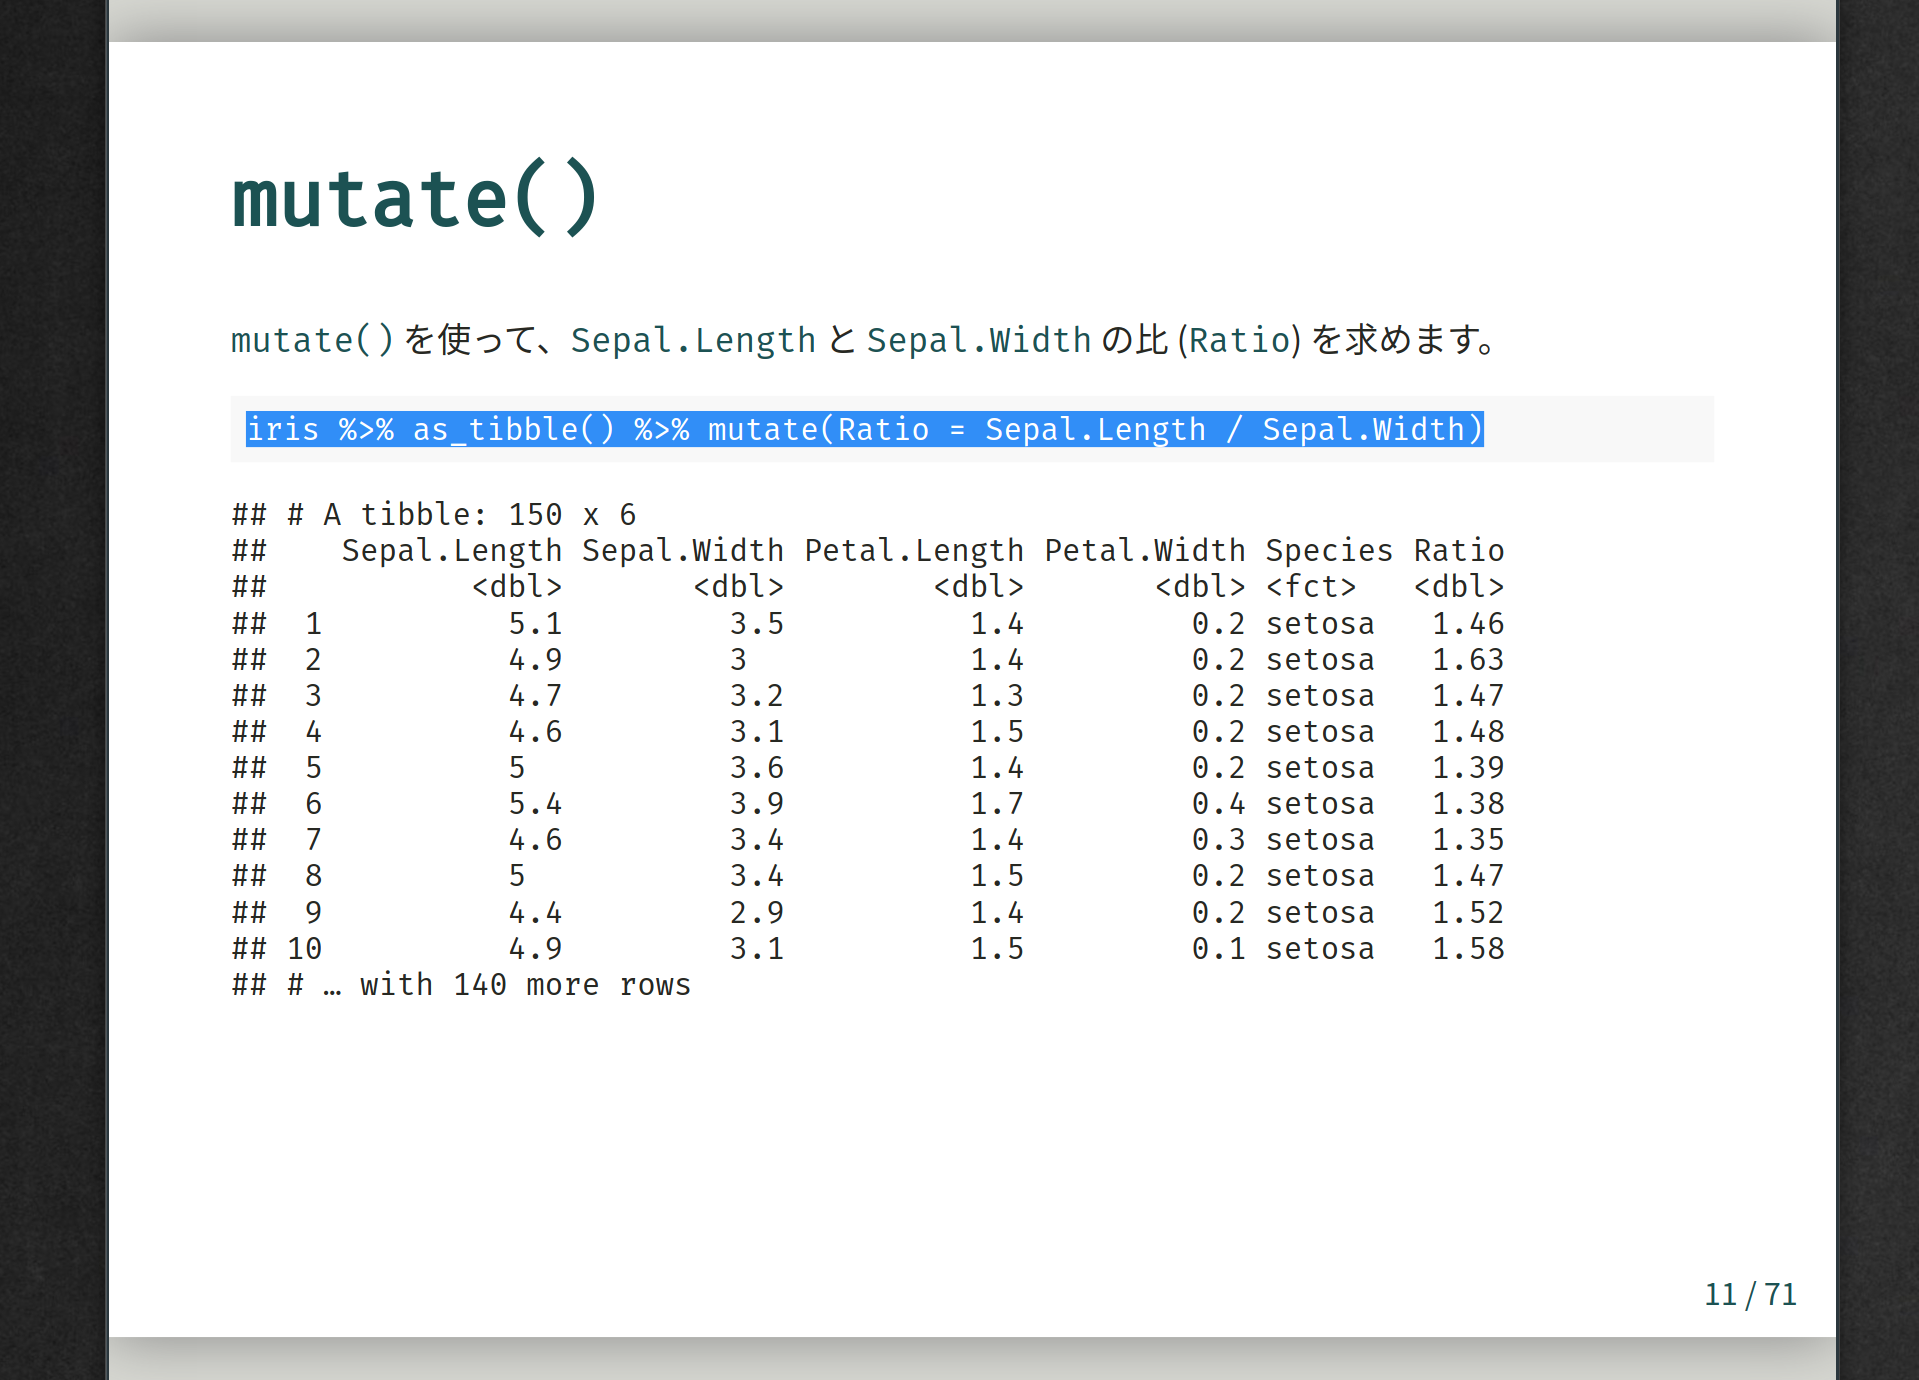 mutate()
mutate() を使って、Sepal.Length と Sepal.Width の比 (Ratio) を求めます。
iris %>% as_tibble() %>% mutate(Ratio = Sepal.Length / Sepal.Width)
## # A tibble: 150 x 6
##    Sepal.Length Sepal.Width Petal.Length Petal.Width Species Ratio
##           <dbl>       <dbl>        <dbl>       <dbl> <fct>   <dbl>
##  1          5.1         3.5          1.4         0.2 setosa   1.46
##  2          4.9         3            1.4         0.2 setosa   1.63
##  3          4.7         3.2          1.3         0.2 setosa   1.47
##  4          4.6         3.1          1.5         0.2 setosa   1.48
##  5          5           3.6          1.4         0.2 setosa   1.39
##  6          5.4         3.9          1.7         0.4 setosa   1.38
##  7          4.6         3.4          1.4         0.3 setosa   1.35
##  8          5           3.4          1.5         0.2 setosa   1.47
##  9          4.4         2.9          1.4         0.2 setosa   1.52
## 10          4.9         3.1          1.5         0.1 setosa   1.58
## # … with 140 more rows
11 / 71